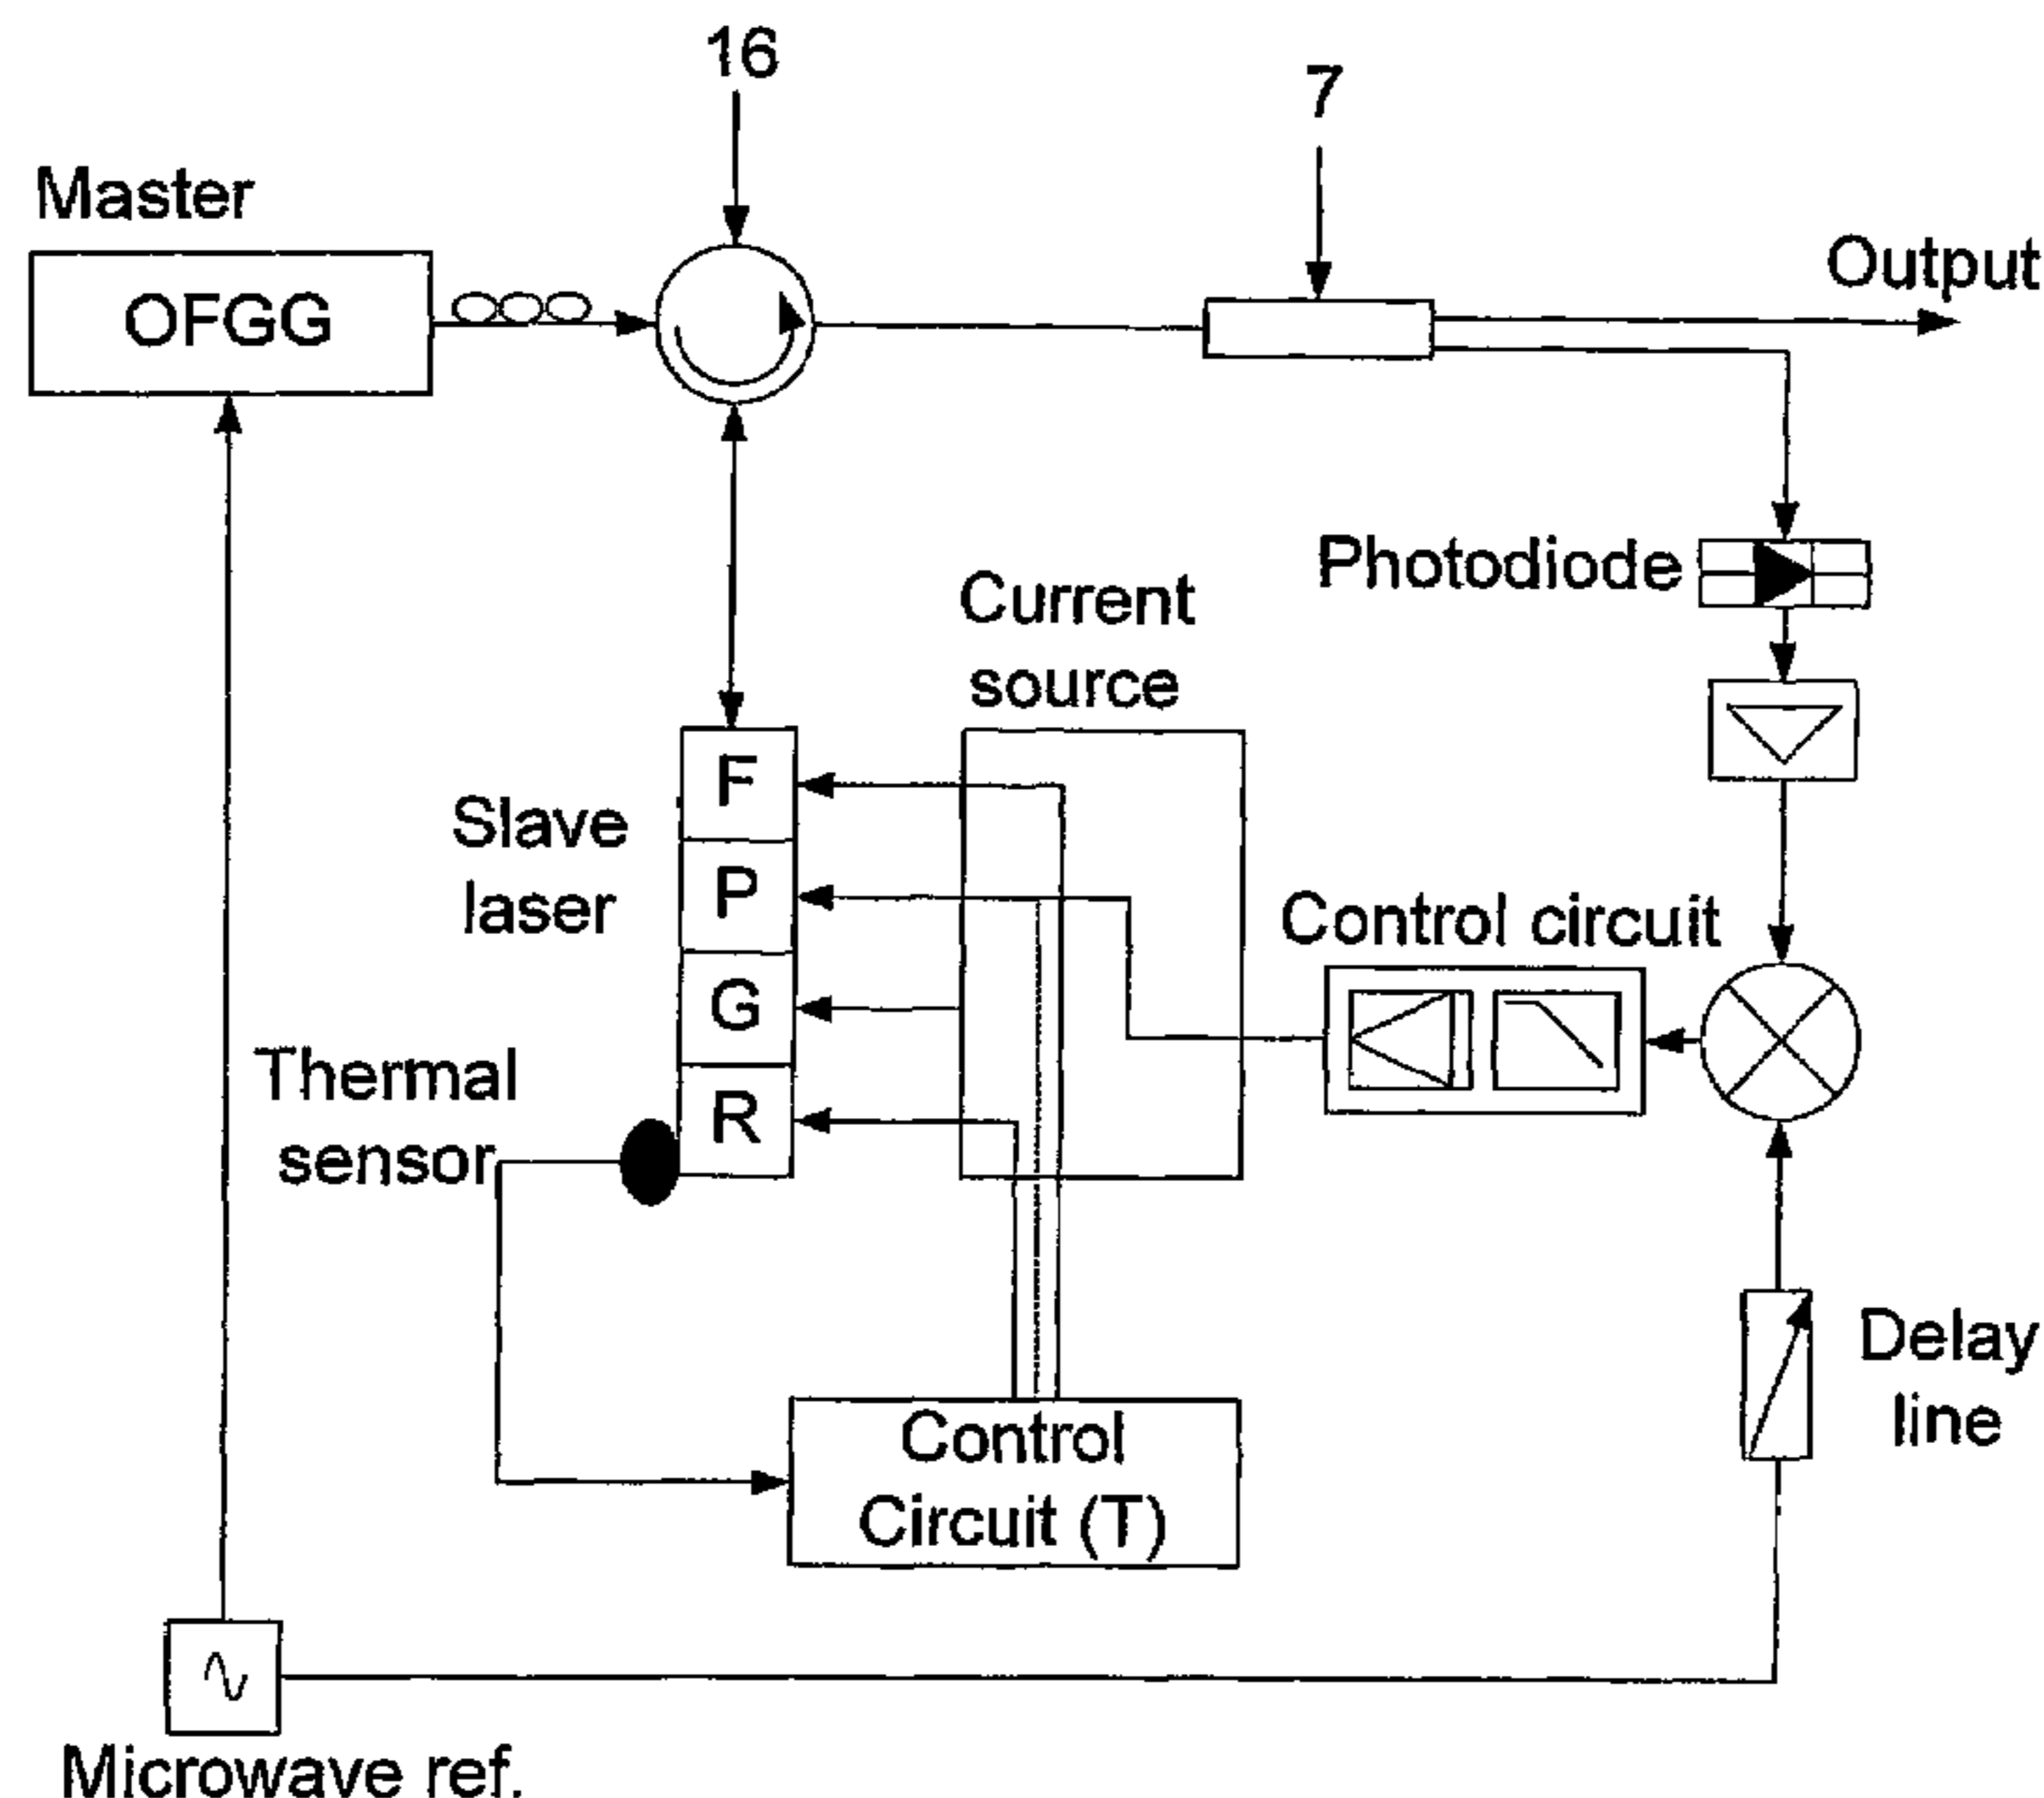 16
7
Master
Output
OFGG
Photodiode
Current
source
F
Slave
laser
P
Control circuit
G
Thermal
sensor
R
Delay
line
Control
Circuit (T)
Microwave ref.